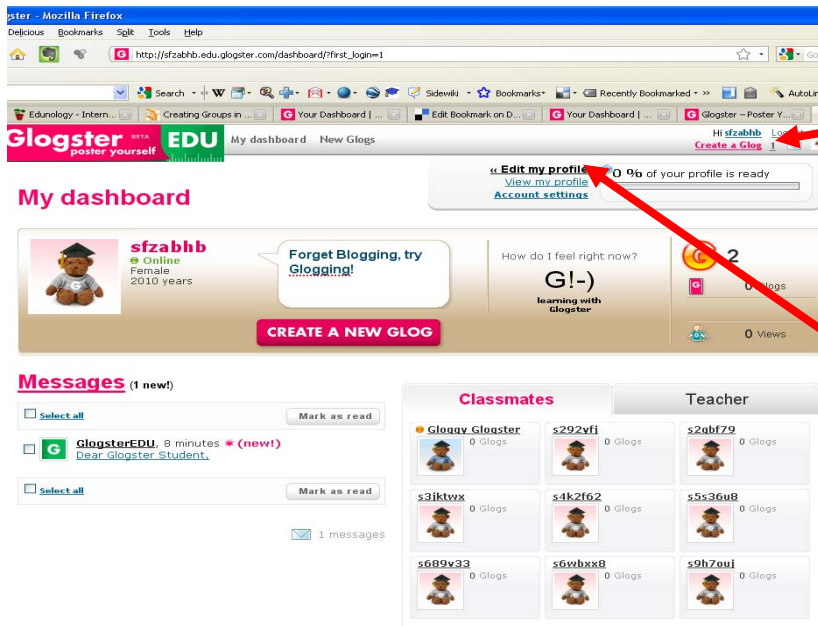 gster - Mozilla Firefox
Delicious Bookmarks Split Tools Help
http://sfzabhb.edu.glogster.com/dashboard/?first_login=1
Search W Sidewiki Bookmarks Recently Bookmarked AutoLin
Edunology - Intern... Creating Groups in ... Your Dashboard | ... Edit Bookmark on D... Your Dashboard | ... Glogster – Poster Y...
Glogster BETA EDU My dashboard New Glogs Hi sfzabhb
poster yourself Create a Glog 1
« Edit my profile 0 % of your profile is ready
View my profile
Account settings
My dashboard
sfzabhb
Online
Female
2010 years
Forget Blogging, try
Glogging!
CREATE A NEW GLOG
How do I feel right now?
G!-)
learning with
Glogster
G 2
G 0 Glogs
0 Views
Messages (1 new!)
Select all Mark as read
G GlogsterEDU, 8 minutes * (new!)
Dear Glogster Student,
Select all Mark as read
1 messages
Classmates Teacher
Gloggy Glogster s292yfj s2qbf79
0 Glogs 0 Glogs 0 Glogs
s3jktwx s4k2f62 s5s36u8
0 Glogs 0 Glogs 0 Glogs
s689v33 s6wbxx8 s9h7ouj
0 Glogs 0 Glogs 0 Glogs